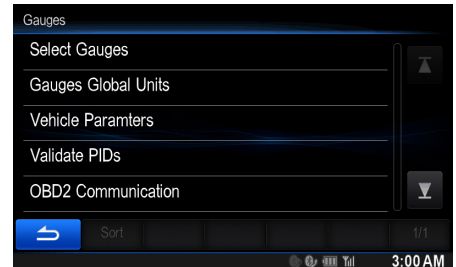 Gauges
Select Gauges
Gauges Global Units
Vehicle Paramters
Validate PIDs
OBD2 Communication
Sort
1/1
3:00 AM